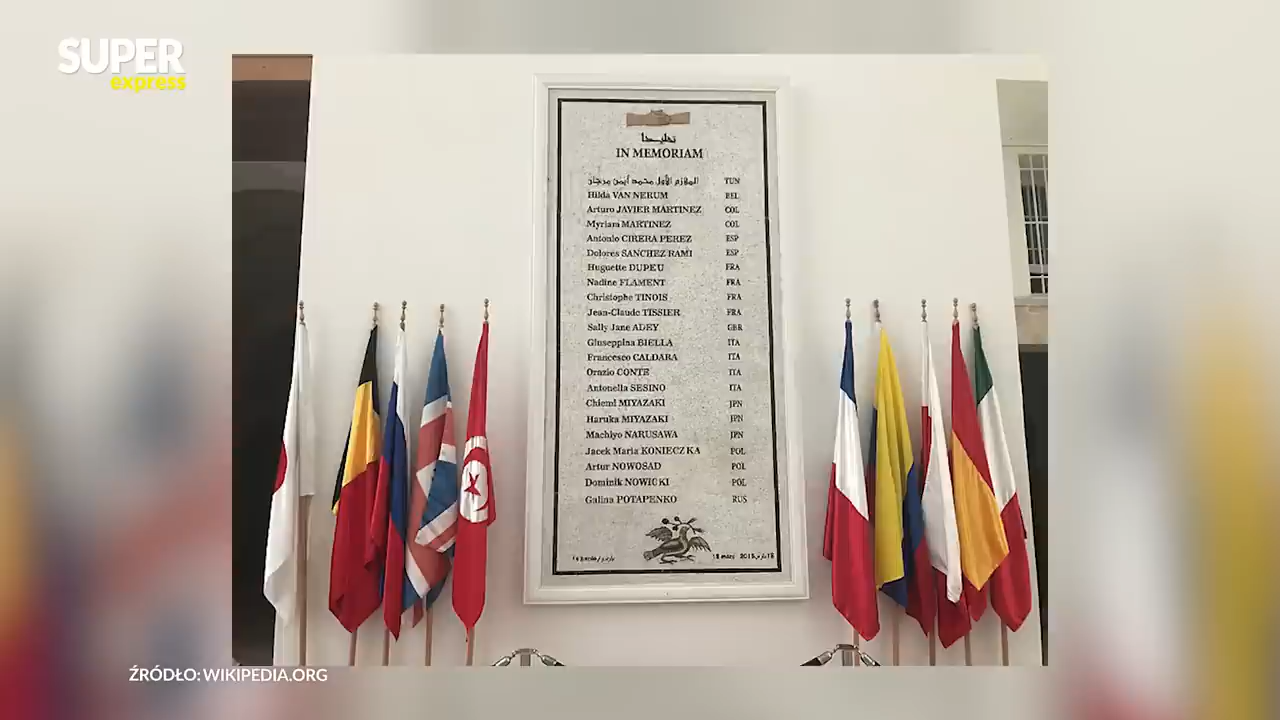 SUPER
express
IN MEMORIAM
الملازم الأول محمد أيمن مرجان TUN
Hilda VAN NERUM BEL
Arturo JAVIER MARTINEZ COL
Myriam MARTINEZ COL
Antonio CIRERA PEREZ ESP
Dolores SANCHEZ RAMI ESP
Huguette DUPEU FRA
Nadine FLAMENT FRA
Christophe TINOIS FRA
Jean-Claude TISSIER FRA
Sally Jane ADEY GBR
Giuseppina BIELLA ITA
Francesco CALDARA ITA
Orazio CONTE ITA
Antonella SESINO ITA
Chiemi MIYAZAKI JPN
Haruka MIYAZAKI JPN
Machiyo NARUSAWA JPN
Jacek Maria KONIECZKA POL
Artur NOWOSAD POL
Dominik NOWICKI POL
Galina POTAPENKO RUS
18 mars 2015
ŹRÓDŁO: WIKIPEDIA.ORG